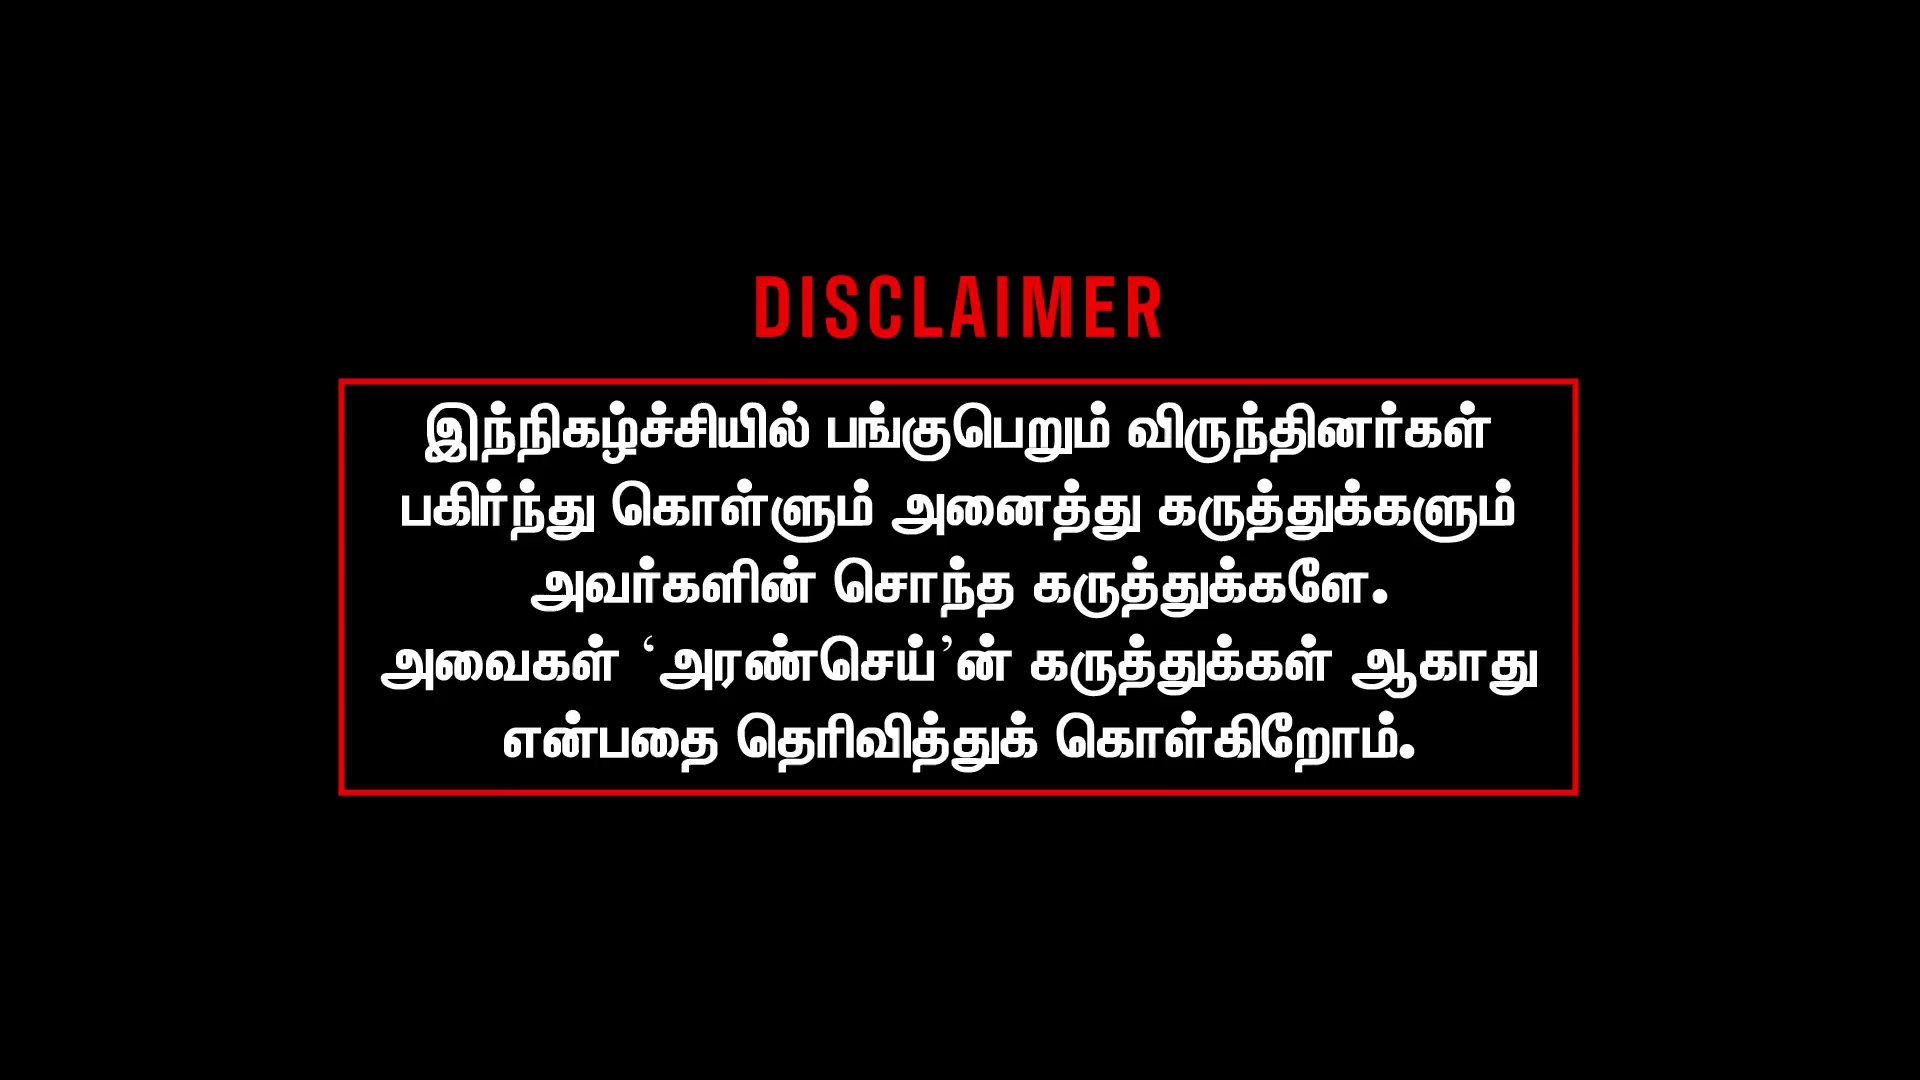 DISCLAIMER
இந்நிகழ்ச்சியில் பங்குபெறும் விருந்தினர்கள்
பகிர்ந்து கொள்ளும் அனைத்து கருத்துக்களும்
அவர்களின் சொந்த கருத்துக்களே.
அவைகள் ‘அரண்செய்’ன் கருத்துக்கள் ஆகாது
என்பதை தெரிவித்துக் கொள்கிறோம்.